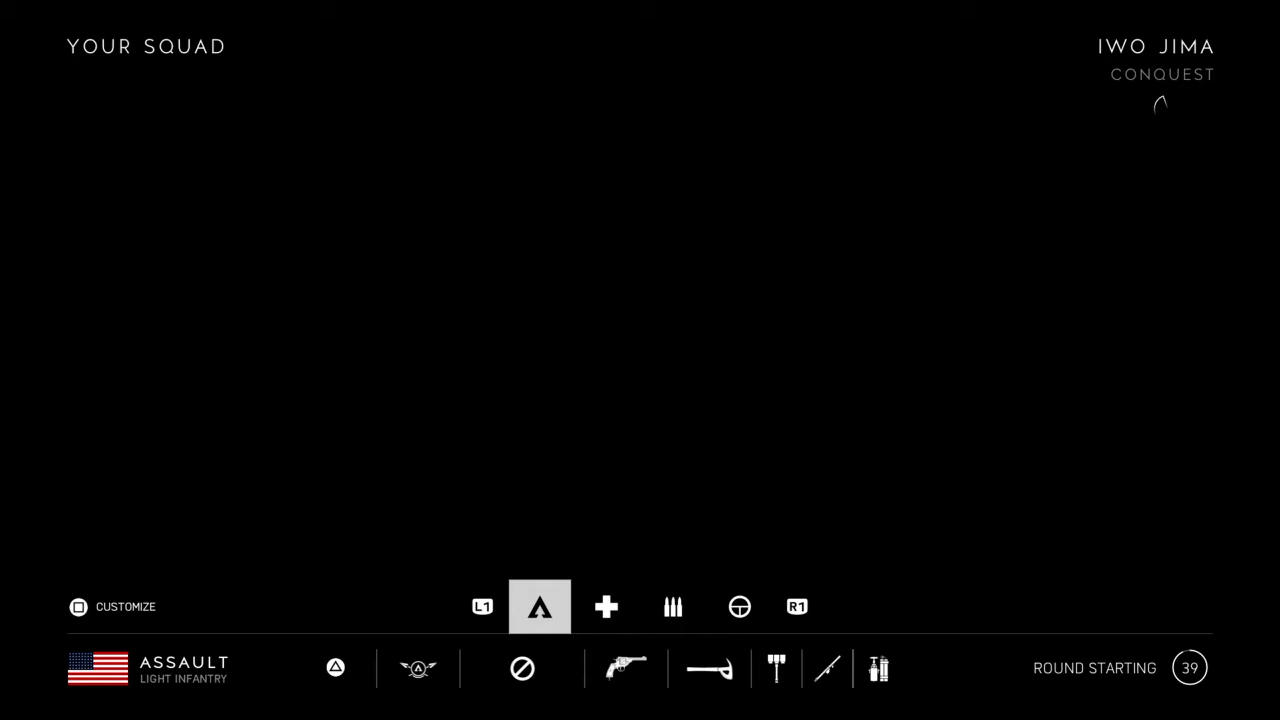 YOUR SQUAD
IWO JIMA
CONQUEST
CUSTOMIZE
L1
R1
ASSAULT
LIGHT INFANTRY
ROUND STARTING 39